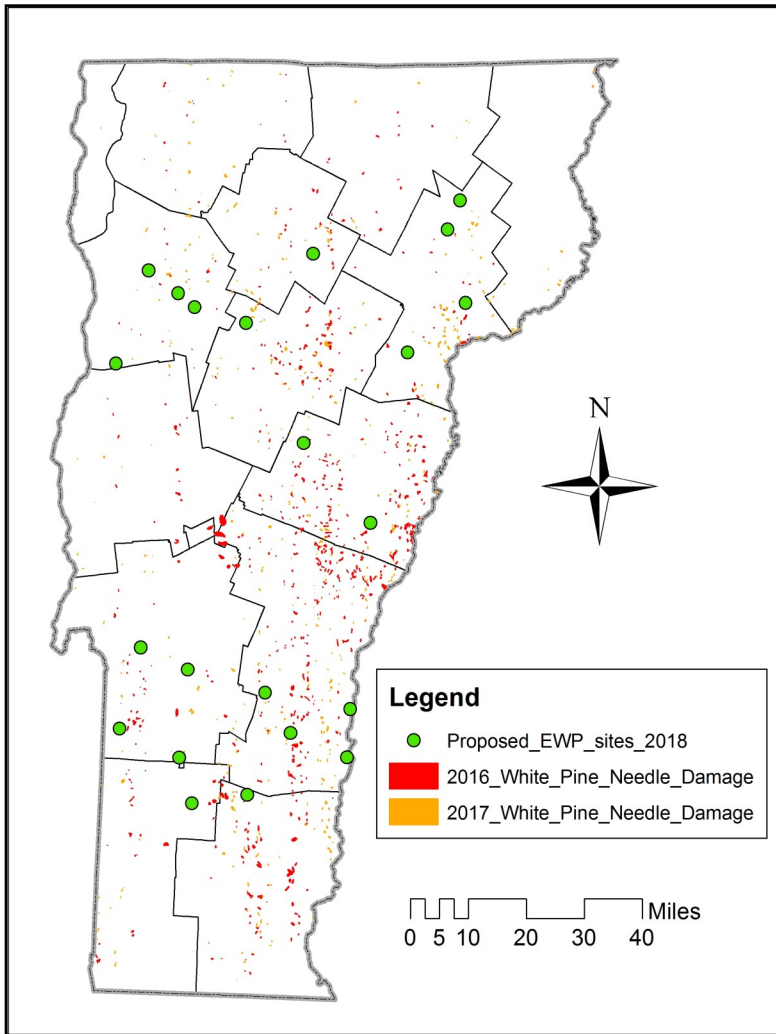 N
Legend
Proposed_EWP_sites_2018
2016_White_Pine_Needle_Damage
2017_White_Pine_Needle_Damage
Miles
0 5 10 20 30 40